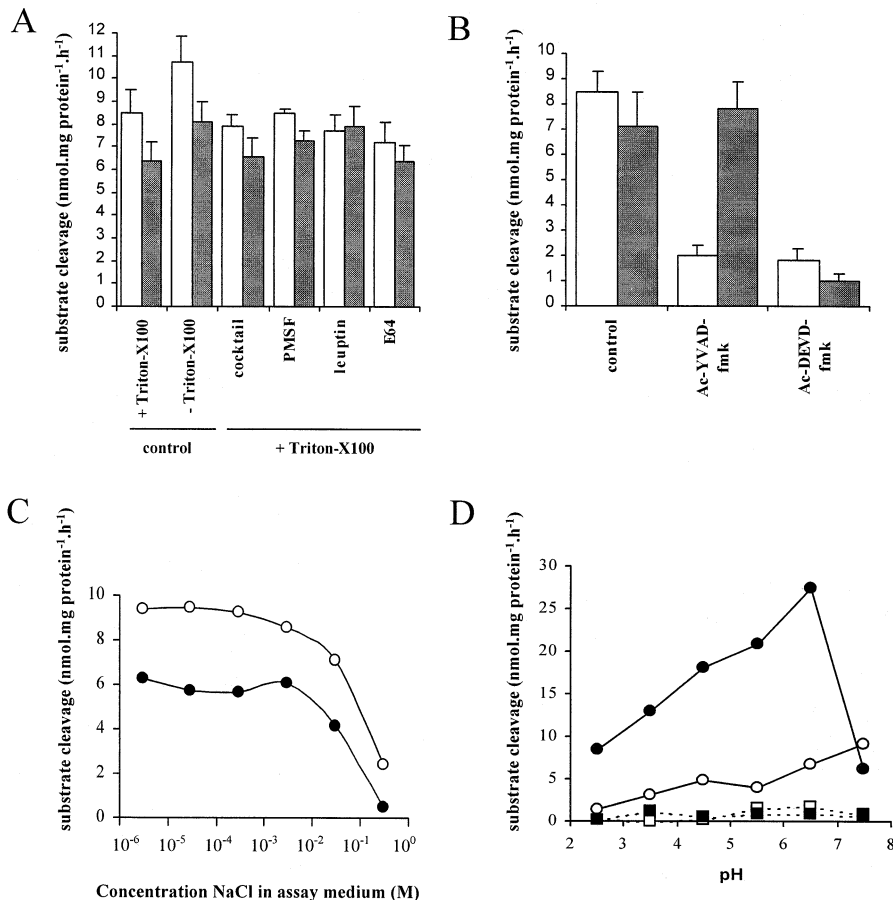 A
substrate cleavage (nmol.mg protein-1.h-1)
12
11
10
9
8
7
6
5
4
3
2
1
0
+ Triton-X100
- Triton-X100
cocktail
PMSF
leuptin
E64
control
+ Triton-X100
B
substrate cleavage (nmol.mg protein-1.h-1)
10
9
8
7
6
5
4
3
2
1
0
control
Ac-YVAD-
fmk
Ac-DEVD-
fmk
C
substrate cleavage (nmol.mg protein-1.h-1)
10
8
6
4
2
0
10-6 10-5 10-4 10-3 10-2 10-1 100
Concentration NaCl in assay medium (M)
D
substrate cleavage (nmol.mg protein-1.h-1)
30
25
20
15
10
5
0
2 3 4 5 6 7 8
pH